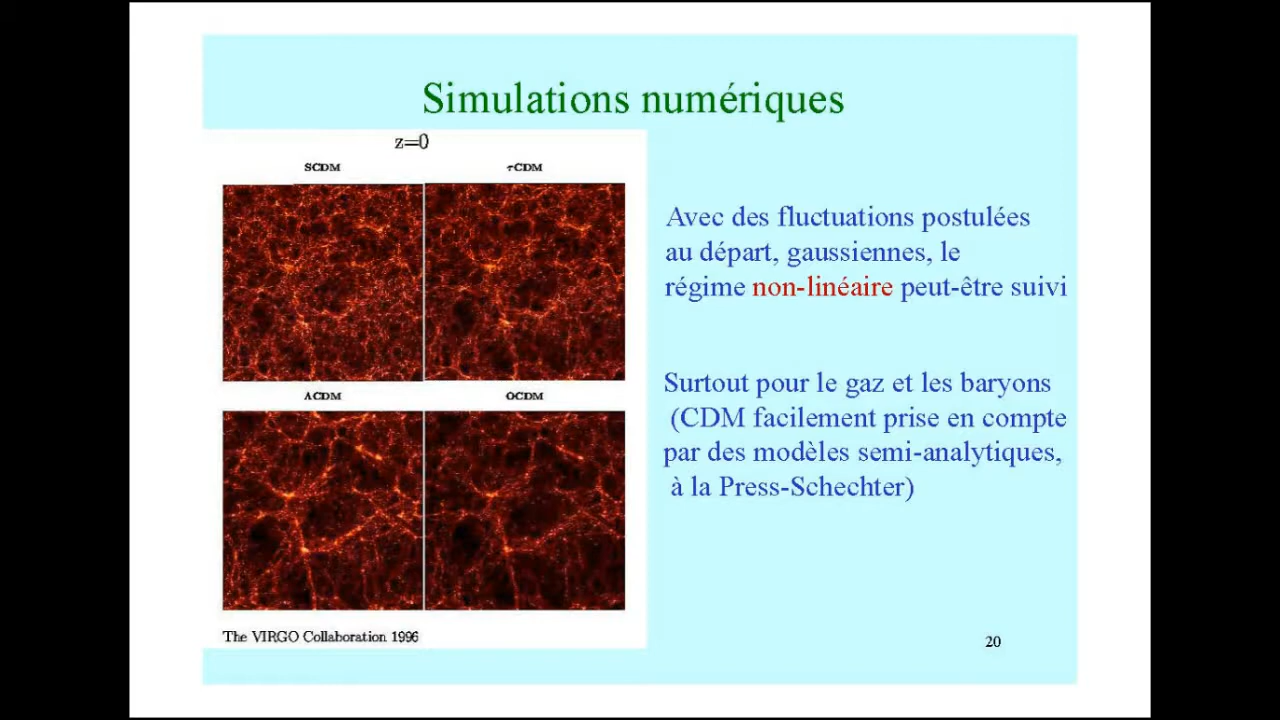 Simulations numériques
z=0
SCDM
τCDM
ΛCDM
OCDM
The VIRGO Collaboration 1996
Avec des fluctuations postulées
au départ, gaussiennes, le
régime non-linéaire peut-être suivi
Surtout pour le gaz et les baryons
(CDM facilement prise en compte
par des modèles semi-analytiques,
à la Press-Schechter)
20